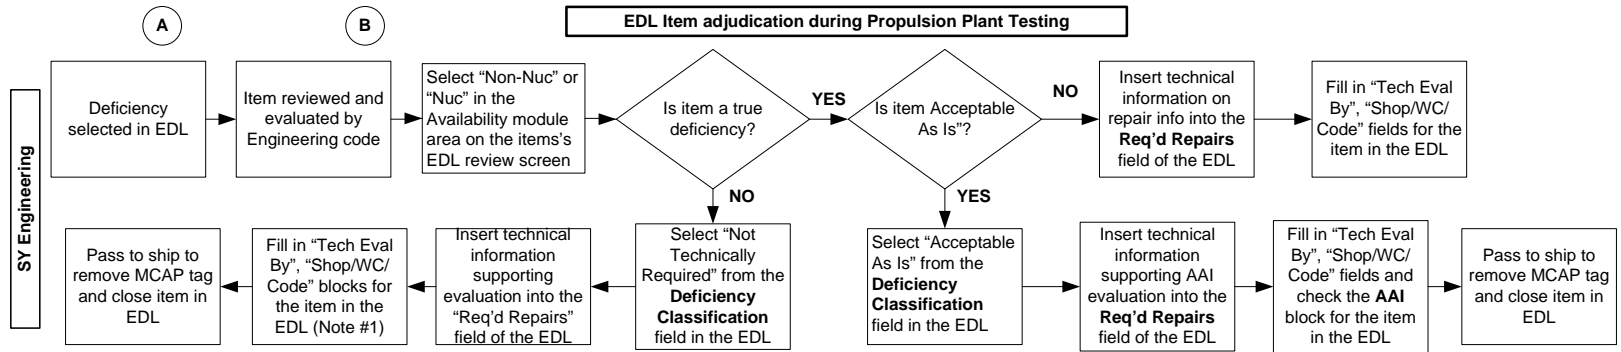 A
B
EDL Item adjudication during Propulsion Plant Testing
SY Engineering
Deficiency
selected in EDL
Item reviewed and
evaluated by
Engineering code
Select “Non-Nuc” or
“Nuc” in the
Availability module
area on the items’s
EDL review screen
Is item a true
deficiency?
YES
Is item Acceptable
As Is”?
NO
Insert technical
information on
repair info into the
Req’d Repairs
field of the EDL
Fill in “Tech Eval
By”, “Shop/WC/
Code” fields for the
item in the EDL
NO
YES
Pass to ship to
remove MCAP tag
and close item in
EDL
Fill in “Tech Eval
By”, “Shop/WC/
Code” blocks for
the item in the
EDL (Note #1)
Insert technical
information
supporting
evaluation into the
“Req’d Repairs”
field of the EDL
Select “Not
Technically
Required” from the
Deficiency
Classification
field in the EDL
Select “Acceptable
As Is” from the
Deficiency
Classification
field in the EDL
Insert technical
information
supporting AAI
evaluation into the
Req’d Repairs
field of the EDL
Fill in “Tech Eval
By”, “Shop/WC/
Code” fields and
check the AAI
block for the item
in the EDL
Pass to ship to
remove MCAP tag
and close item in
EDL